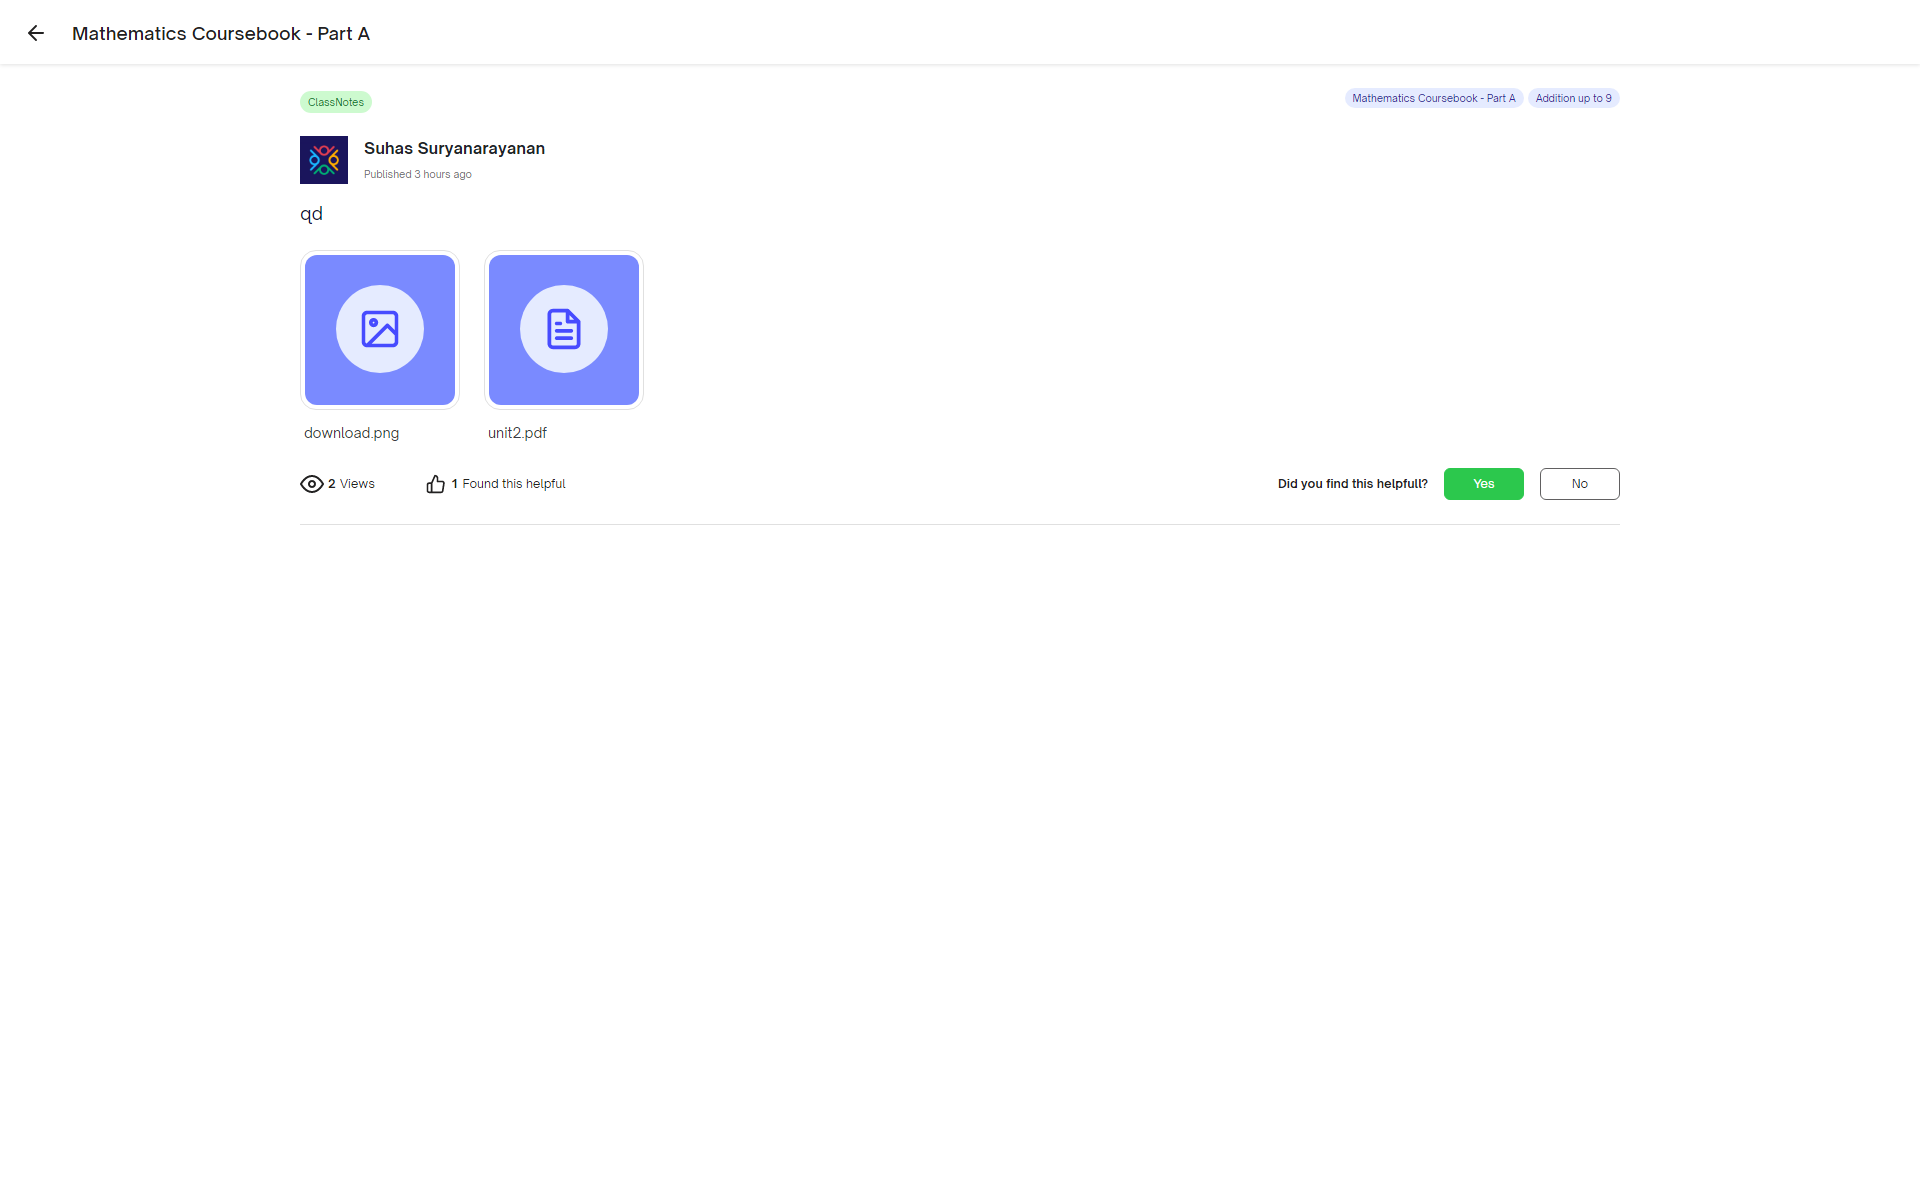 Mathematics Coursebook - Part A
ClassNotes
Mathematics Coursebook - Part A
Addition up to 9
Suhas Suryanarayanan
Published 3 hours ago
qd
download.png
unit2.pdf
2 Views
1 Found this helpful
Did you find this helpfull?
Yes
No